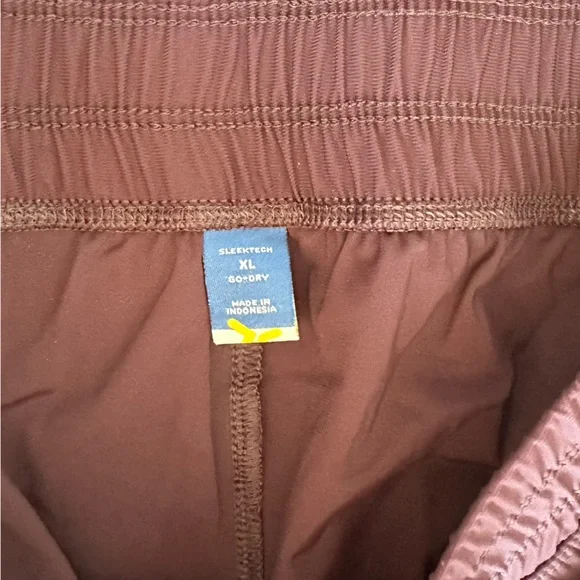 SLEEKTECH
XL
GO-DRY
MADE IN
INDONESIA